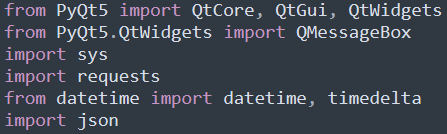 from PyQt5 import QtCore, QtGui, QtWidgets
from PyQt5.QtWidgets import QMessageBox
import sys
import requests
from datetime import datetime, timedelta
import json